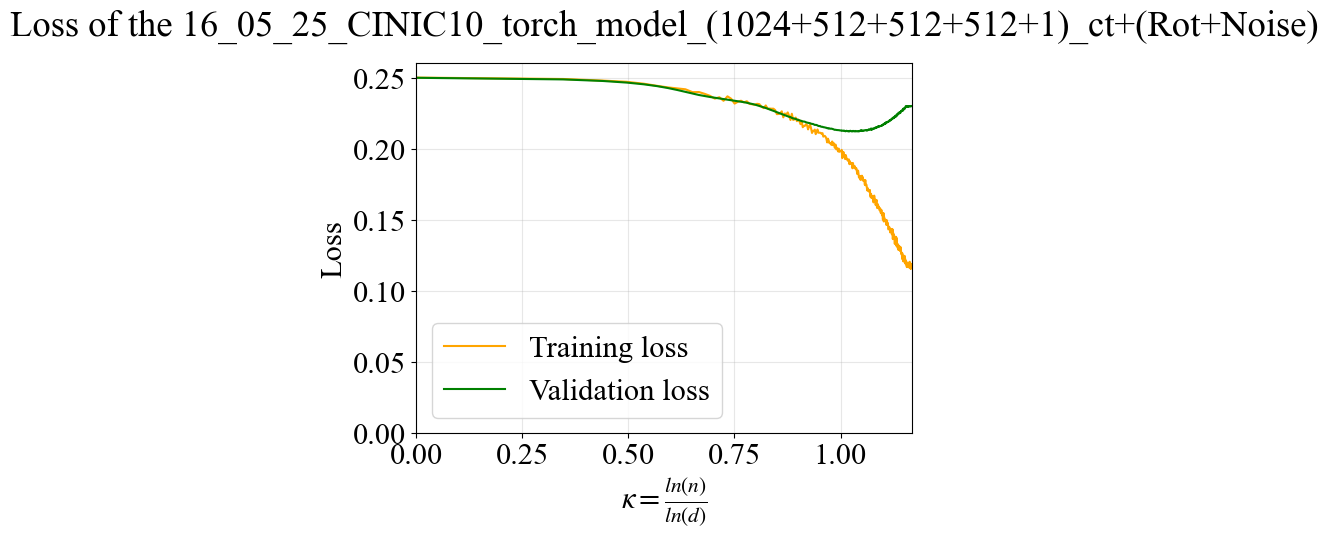 Loss of the 16_05_25_CINIC10_torch_model_(1024+512+512+512+1)_ct+(Rot+Noise)
0.25
0.20
0.15
0.10
0.05
0.00
Loss
Training loss
Validation loss
0.00 0.25 0.50 0.75 1.00
κ = ln(n) / ln(d)